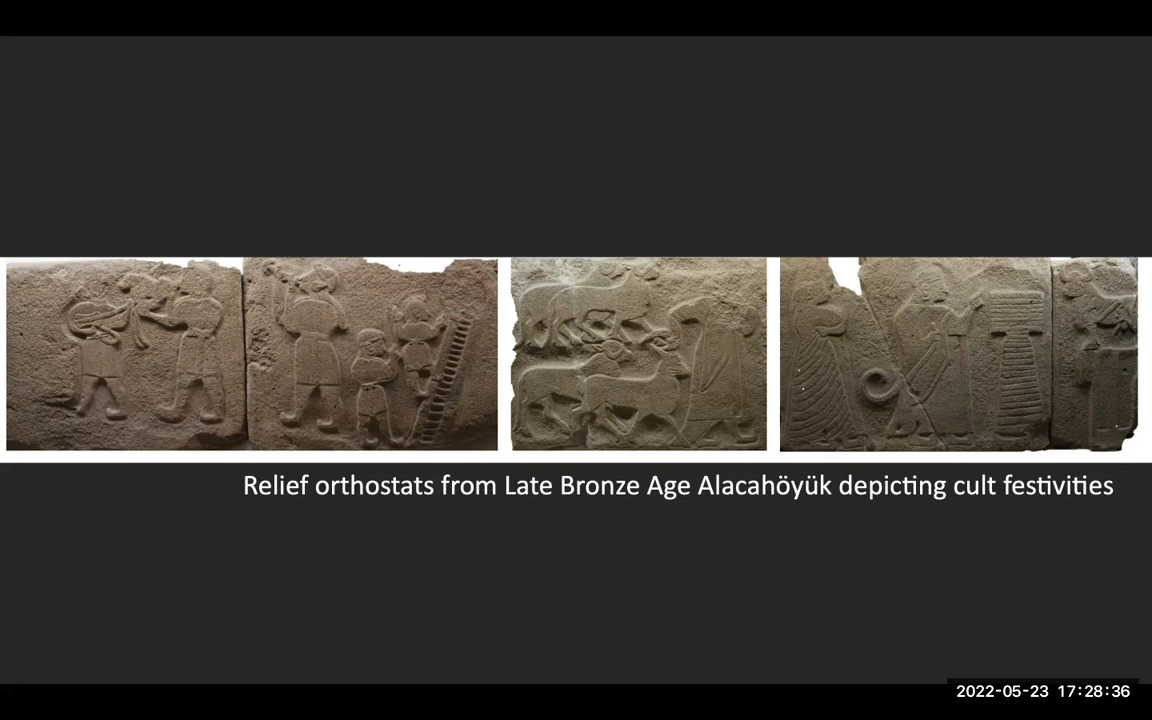 Relief orthostats from Late Bronze Age Alacahöyük depicting cult festivities
2022-05-23 17:28:36